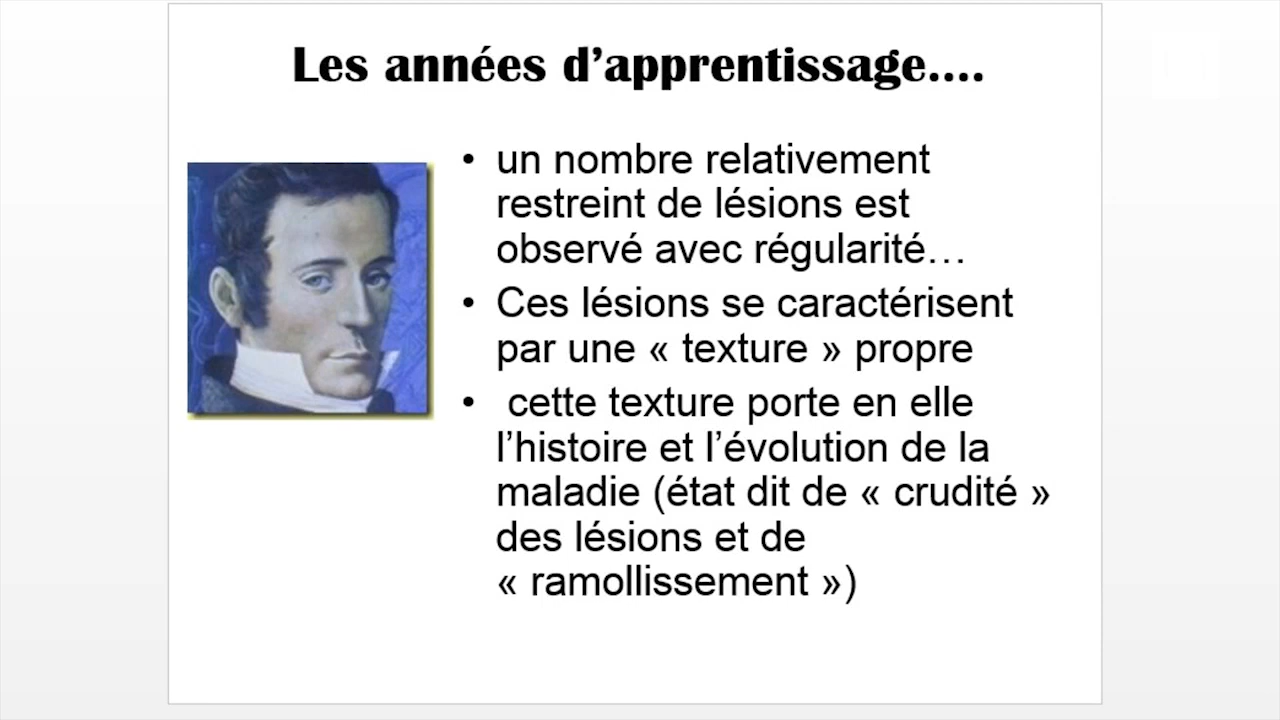 Les années d’apprentissage....
• un nombre relativement
restreint de lésions est
observé avec régularité…
• Ces lésions se caractérisent
par une « texture » propre
• cette texture porte en elle
l’histoire et l’évolution de la
maladie (état dit de « crudité »
des lésions et de
« ramollissement »)